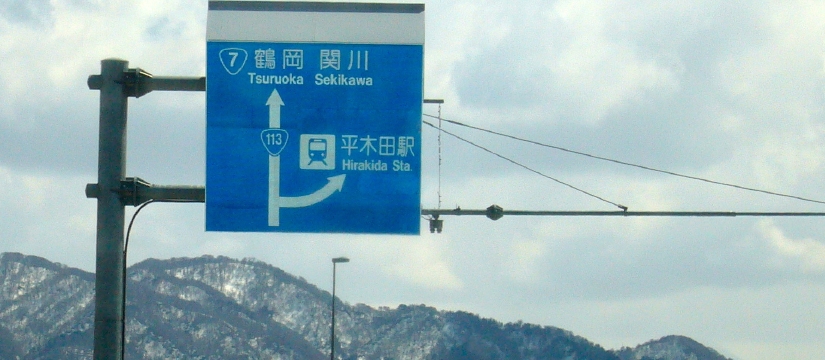 7 鶴岡 関川
Tsuruoka Sekikawa
113
平木田駅
Hirakida Sta.